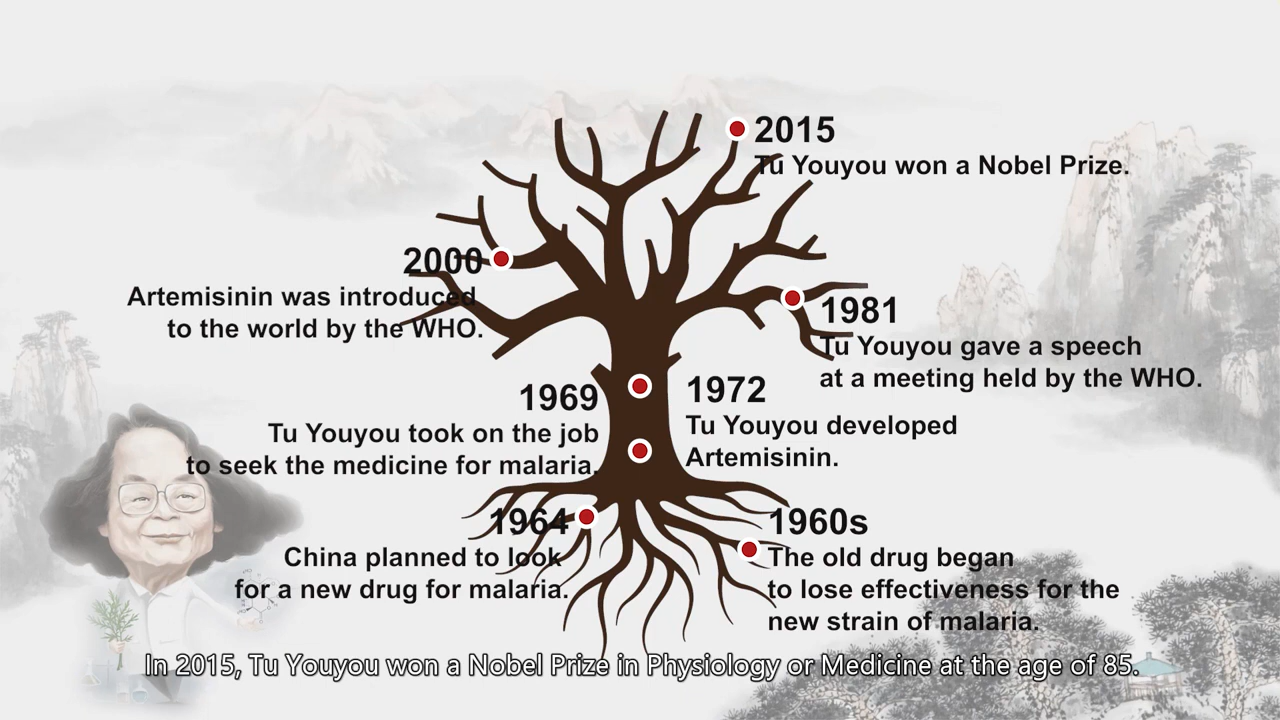 2015
Tu Youyou won a Nobel Prize.
2000
Artemisinin was introduced
to the world by the WHO.
1981
Tu Youyou gave a speech
at a meeting held by the WHO.
1969
Tu Youyou took on the job
to seek the medicine for malaria.
1972
Tu Youyou developed
Artemisinin.
1964
China planned to look
for a new drug for malaria.
1960s
The old drug began
to lose effectiveness for the
new strain of malaria.
In 2015, Tu Youyou won a Nobel Prize in Physiology or Medicine at the age of 85.